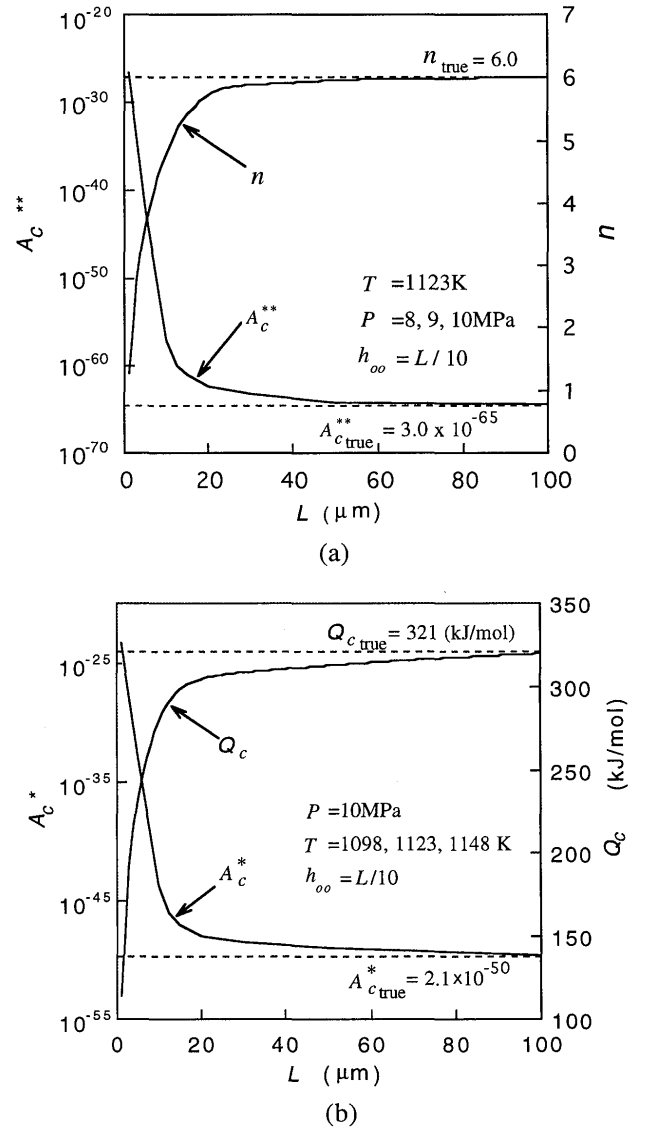 10^-20
10^-30
10^-40
10^-50
10^-60
10^-70
A_c^**
7
6
5
4
3
2
1
0
n
n_true = 6.0
n
T =1123K
P =8, 9, 10MPa
h_oo = L / 10
A_c^**
A_c true^** = 3.0 x 10^-65
0 20 40 60 80 100
L ( μm)
(a)
10^-25
10^-35
10^-45
10^-55
A_c^*
350
300
250
200
150
100
Q_c (kJ/mol)
Q_c true = 321 (kJ/mol)
Q_c
P =10MPa
T =1098, 1123, 1148 K
h_oo = L/10
A_c^*
A_c true^* = 2.1×10^-50
0 20 40 60 80 100
L (μm)
(b)